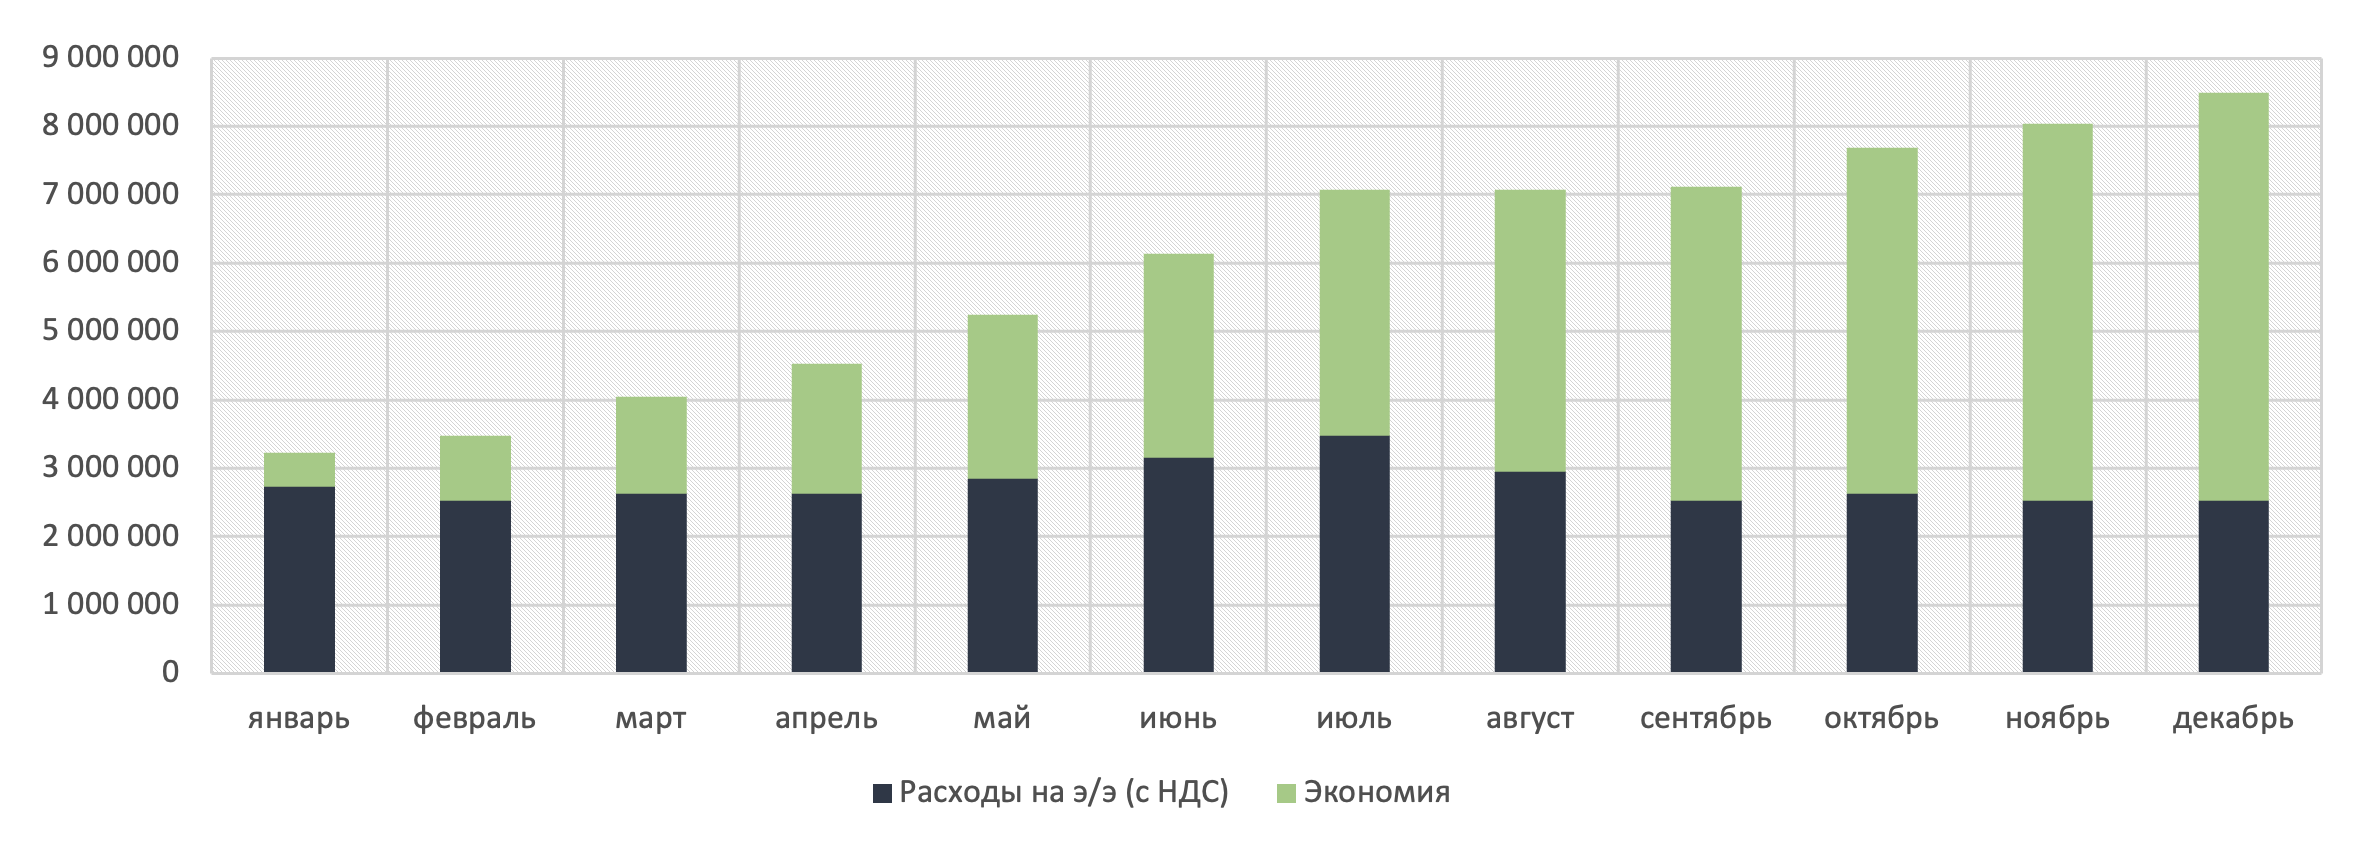 9 000 000
8 000 000
7 000 000
6 000 000
5 000 000
4 000 000
3 000 000
2 000 000
1 000 000
0
январь февраль март апрель май июнь июль август сентябрь октябрь ноябрь декабрь
Расходы на э/э (с НДС) Экономия